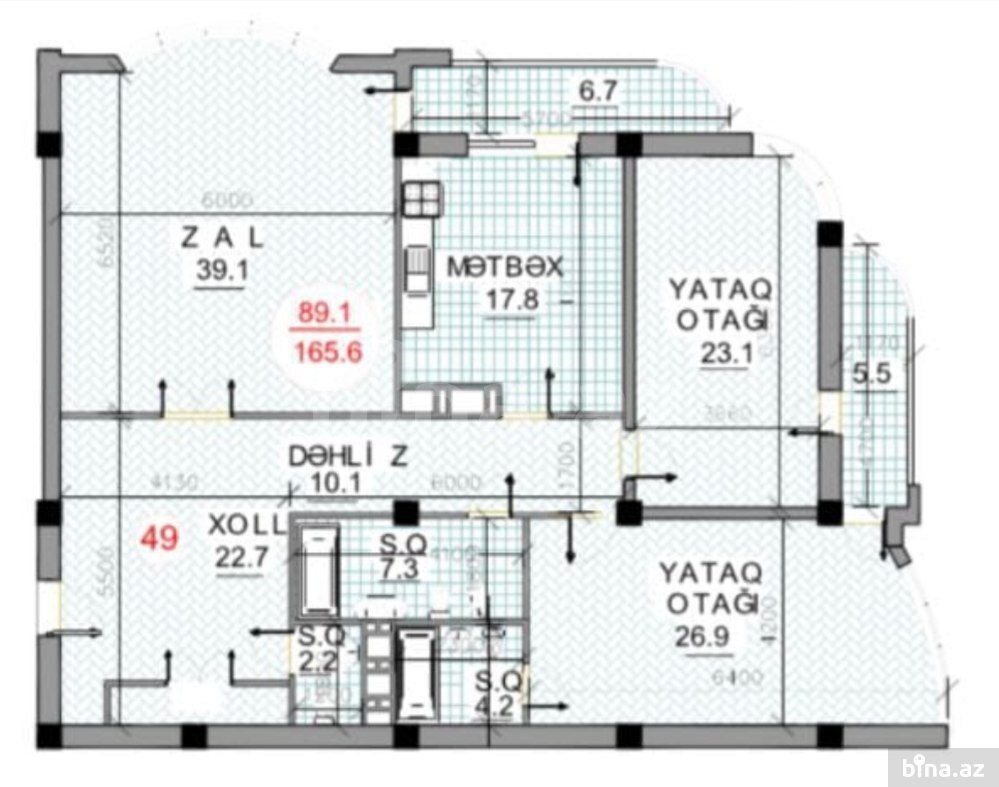 6.7
1170
5700
6000
6520
Z A L
39.1
89.1
165.6
MƏTBƏX
17.8
YATAQ
OTAĞI
23.1
5.5
3860
DƏHLİ Z
10.1
4130
6000
1700
49
XOLL
22.7
5500
S.Q
7.3
4100
S.Q
2.2
S.Q
4.2
YATAQ
OTAĞI
26.9
4200
6400
bina.az